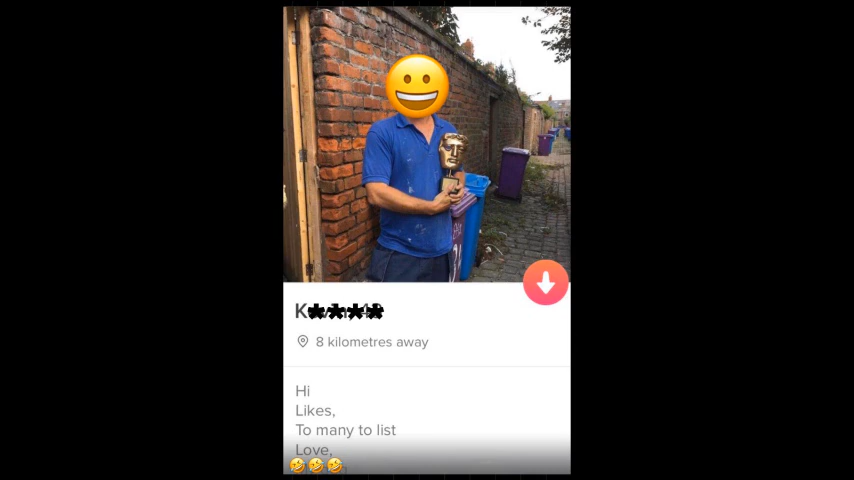 K
8 kilometres away
Hi
Likes,
To many to list
Love,